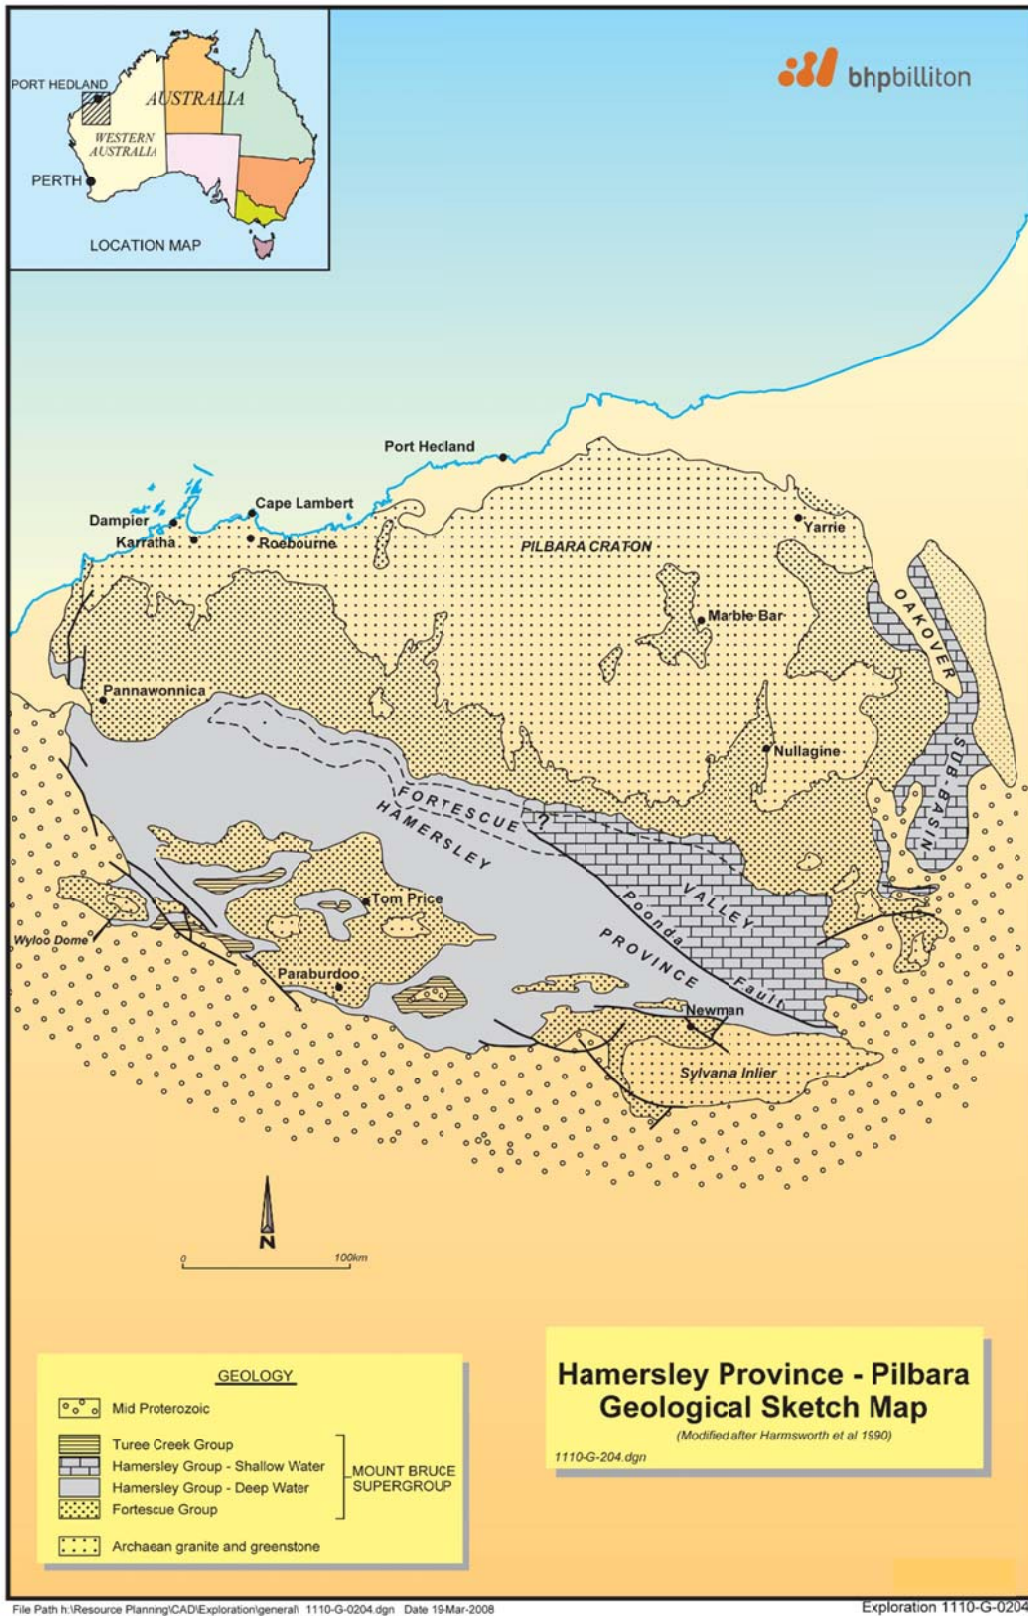 PORT HEDLAND
AUSTRALIA
WESTERN
AUSTRALIA
PERTH
LOCATION MAP
bhpbilliton
Port Hedland
Cape Lambert
Dampier
Karratha
Roebourne
Yarrie
PILBARA CRATON
OAKOVER
Marble Bar
Pannawonnica
Nullagine
SUB-BASIN
FORTESCUE
?
HAMERSLEY
VALLEY
Tom Price
Poonda
Wyloo Dome
PROVINCE
Paraburdoo
Fault
Newman
Sylvana Inlier
N
0
100km
GEOLOGY
Mid Proterozoic
Turee Creek Group
Hamersley Group - Shallow Water
Hamersley Group - Deep Water
Fortescue Group
MOUNT BRUCE
SUPERGROUP
Archaean granite and greenstone
Hamersley Province - Pilbara
Geological Sketch Map
(Modified after Harmsworth et al 1990)
1110-G-204.dgn
File Path h:\Resource Planning\CAD\Exploration\general\ 1110-G-0204.dgn Date 19-Mar-2008
Exploration 1110-G-0204